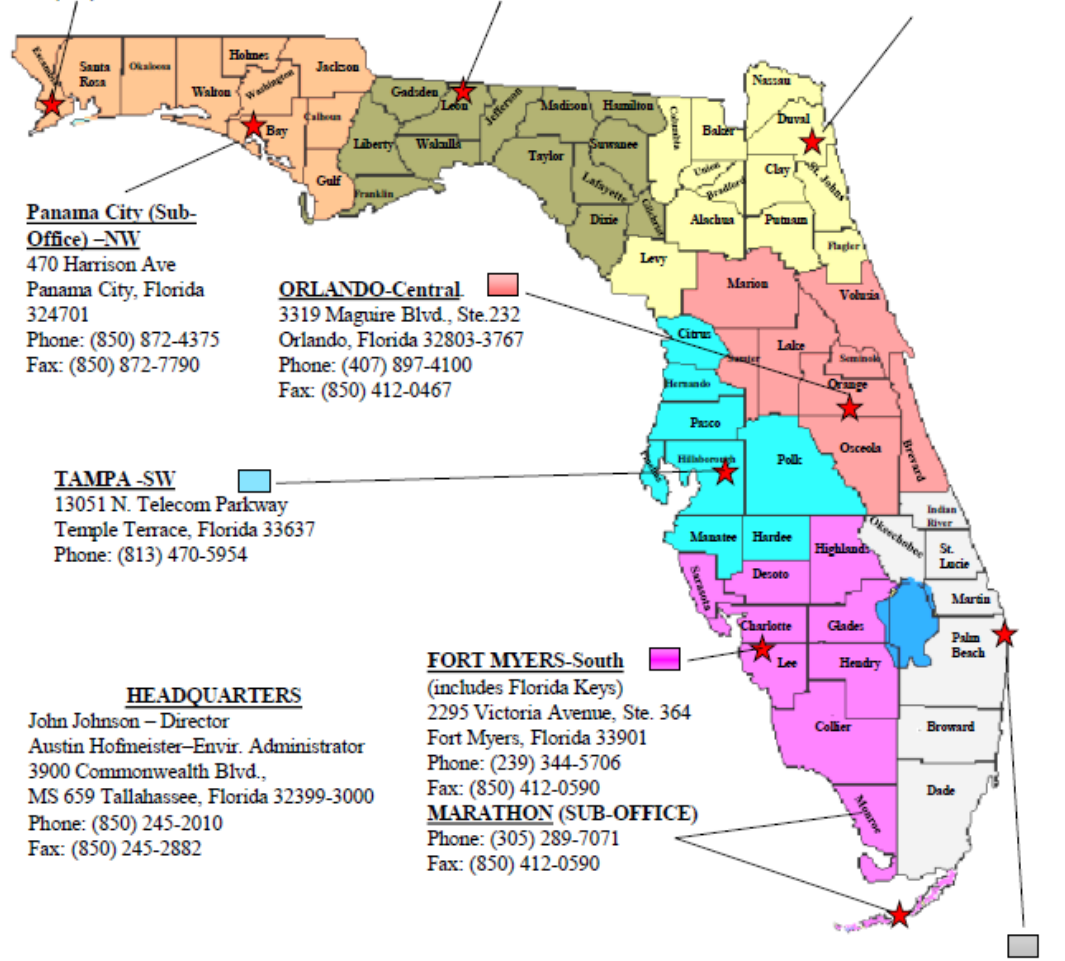 Escambia
Santa
Rosa
Okaloosa
Walton
Holmes
Washington
Jackson
Bay
Calhoun
Gulf
Gadsden
Leon
Jefferson
Liberty
Wakulla
Franklin
Madison
Hamilton
Taylor
Suwanee
Lafayette
Dixie
Gilchrist
Columbia
Baker
Nassau
Duval
Union
Bradford
Clay
St. Johns
Alachua
Putnam
Flagler
Levy
Panama City (Sub-
Office) –NW
470 Harrison Ave
Panama City, Florida
324701
Phone: (850) 872-4375
Fax: (850) 872-7790
ORLANDO-Central
3319 Maguire Blvd., Ste.232
Orlando, Florida 32803-3767
Phone: (407) 897-4100
Fax: (850) 412-0467
Marion
Volusia
Citrus
Sumter
Lake
Seminole
Orange
Hernando
Pasco
Osceola
Brevard
Hillsborough
Polk
TAMPA -SW
13051 N. Telecom Parkway
Temple Terrace, Florida 33637
Phone: (813) 470-5954
Indian
River
Okeechobee
St.
Lucie
Manatee
Hardee
Highlands
Sarasota
Desoto
Martin
Charlotte
Glades
Palm
Beach
Lee
Hendry
Collier
Broward
Dade
Monroe
FORT MYERS-South
(includes Florida Keys)
2295 Victoria Avenue, Ste. 364
Fort Myers, Florida 33901
Phone: (239) 344-5706
Fax: (850) 412-0590
MARATHON (SUB-OFFICE)
Phone: (305) 289-7071
Fax: (850) 412-0590
HEADQUARTERS
John Johnson – Director
Austin Hofmeister–Envir. Administrator
3900 Commonwealth Blvd.,
MS 659 Tallahassee, Florida 32399-3000
Phone: (850) 245-2010
Fax: (850) 245-2882